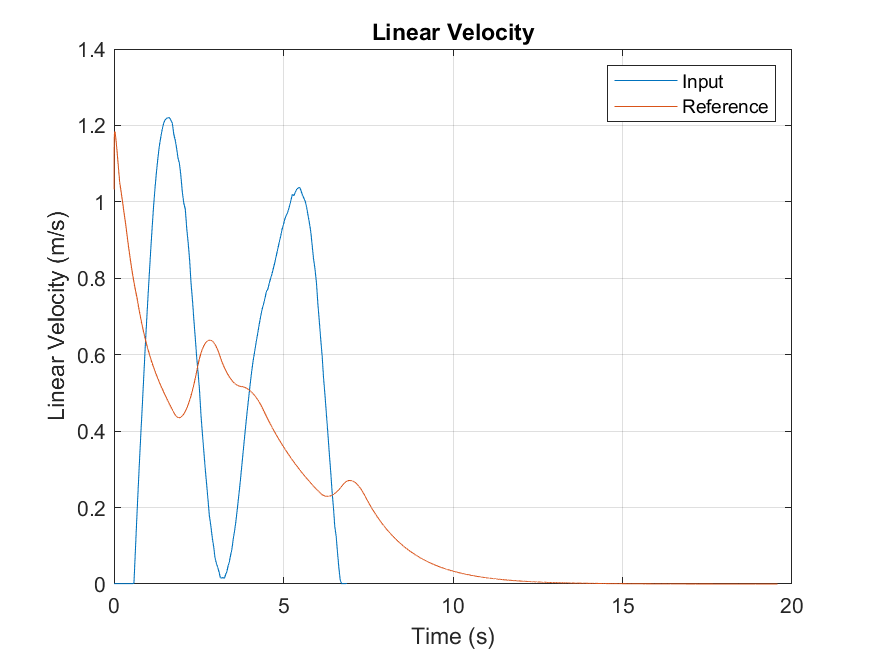 Linear Velocity
1.4
1.2
1
0.8
0.6
0.4
0.2
0
Linear Velocity (m/s)
Input
Reference
0 5 10 15 20
Time (s)